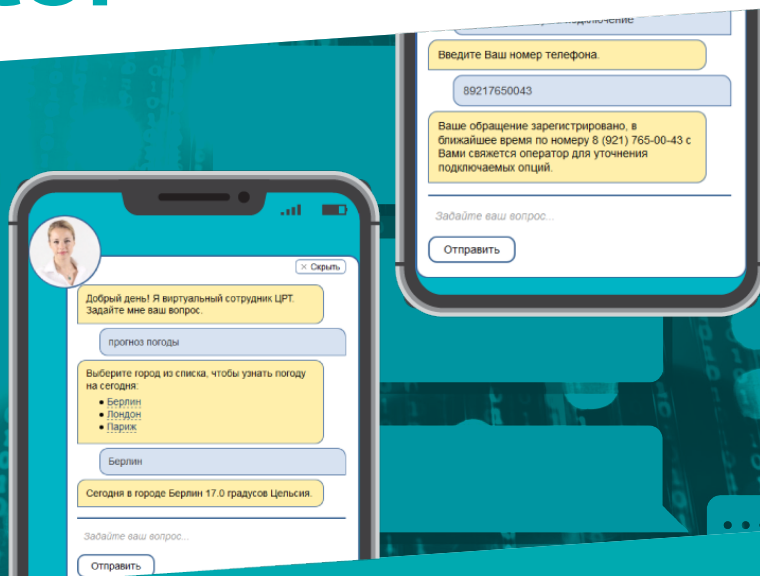 Введите Ваш номер телефона.
89217650043
Ваше обращение зарегистрировано, в
ближайшее время по номеру 8 (921) 765-00-43 с
Вами свяжется оператор для уточнения
подключаемых опций.
Задайте ваш вопрос...
Отправить
× Скрыть
Добрый день! Я виртуальный сотрудник ЦРТ.
Задайте мне ваш вопрос.
прогноз погоды
Выберите город из списка, чтобы узнать погоду
на сегодня:
• Берлин
• Лондон
• Париж
Берлин
Сегодня в городе Берлин 17.0 градусов Цельсия.
Задайте ваш вопрос...
Отправить